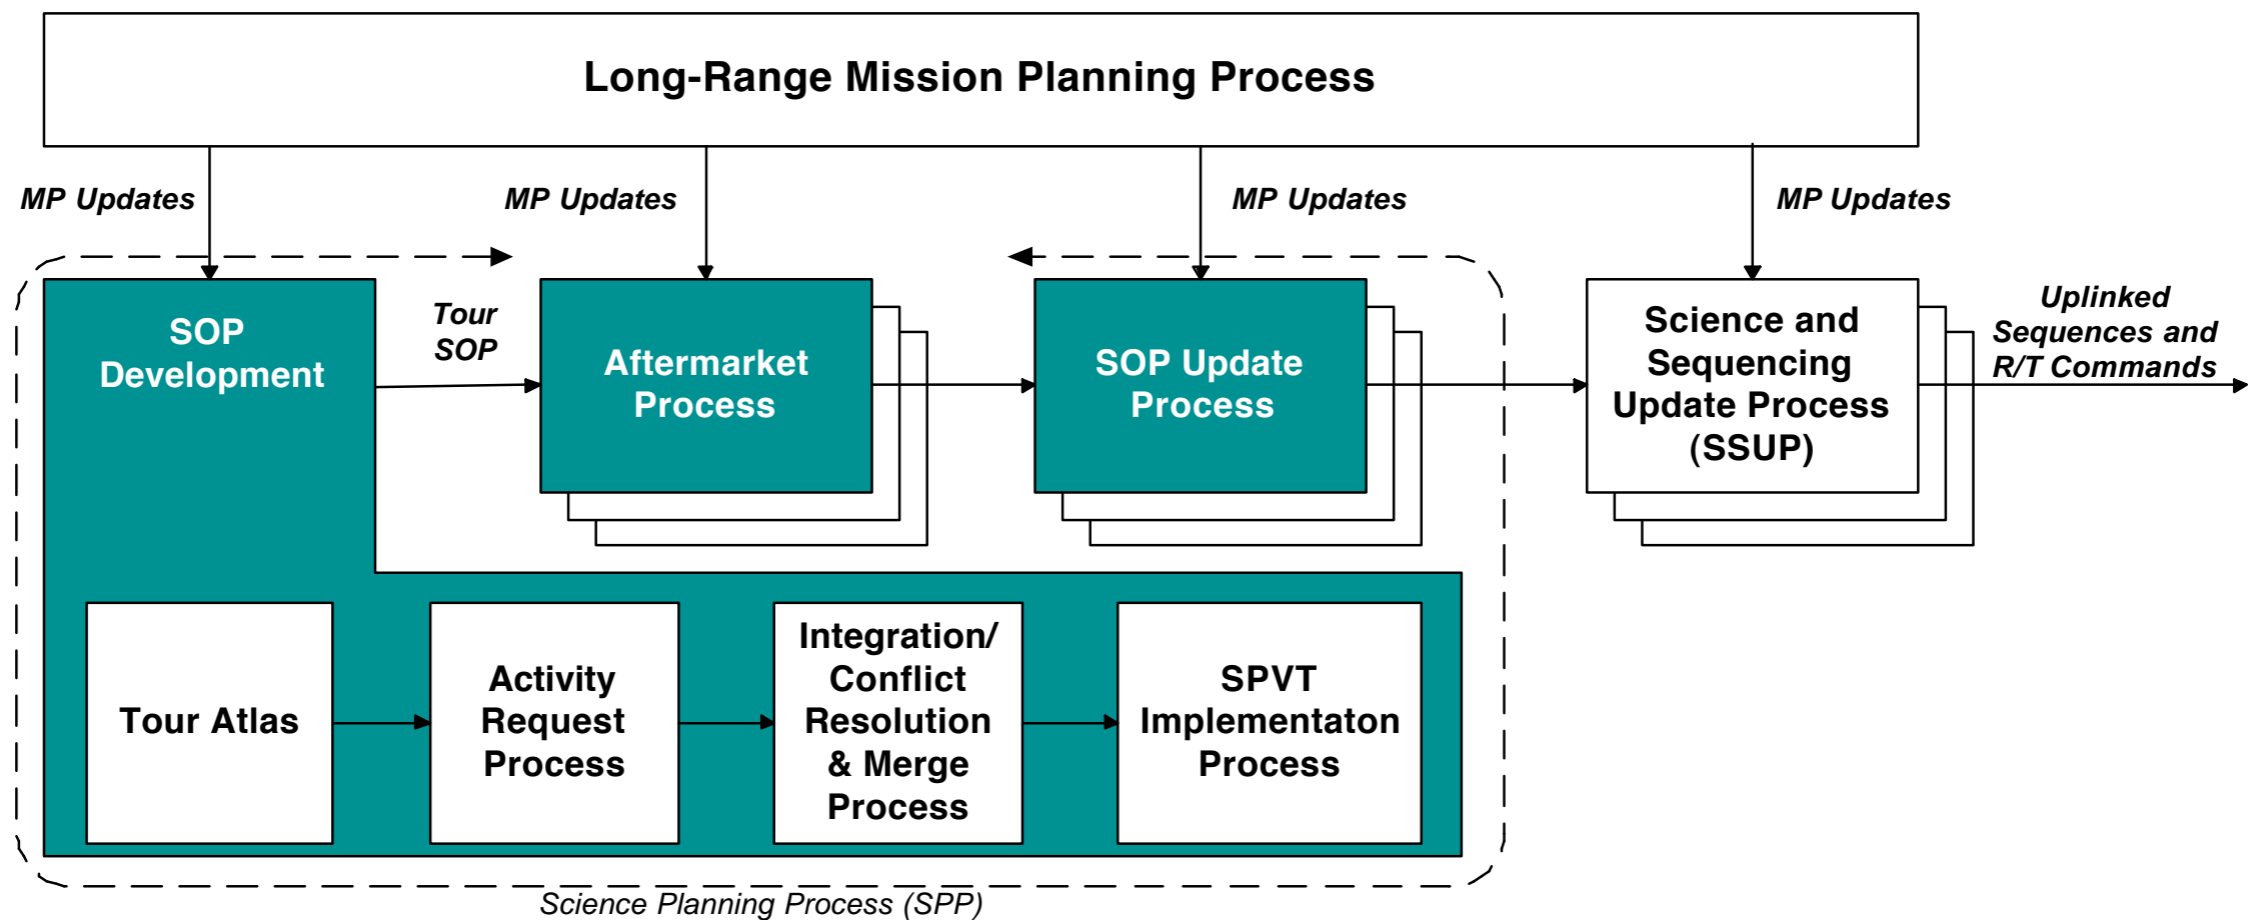 Long-Range Mission Planning Process
MP Updates
MP Updates
MP Updates
MP Updates
SOP
Development
Tour
SOP
Aftermarket
Process
SOP Update
Process
Science and
Sequencing
Update Process
(SSUP)
Uplinked
Sequences and
R/T Commands
Tour Atlas
Activity
Request
Process
Integration/
Conflict
Resolution
& Merge
Process
SPVT
Implementaton
Process
Science Planning Process (SPP)